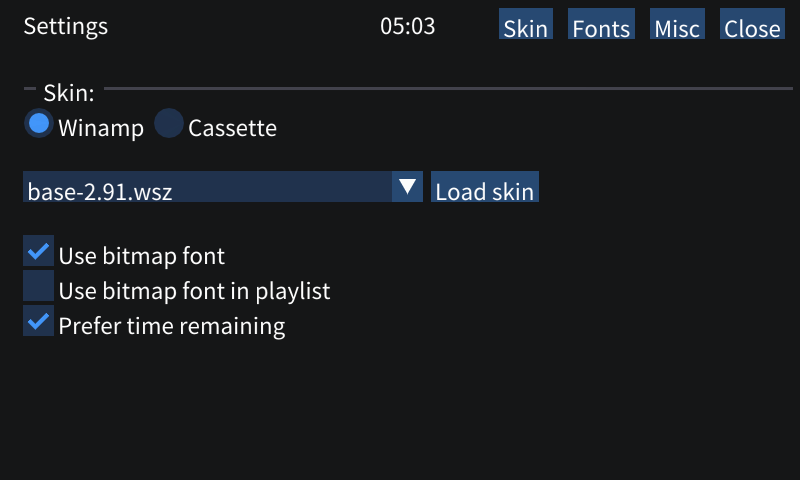 Settings 05:03 Skin Fonts Misc Close
Skin:
Winamp Cassette
base-2.91.wsz Load skin
Use bitmap font
Use bitmap font in playlist
Prefer time remaining